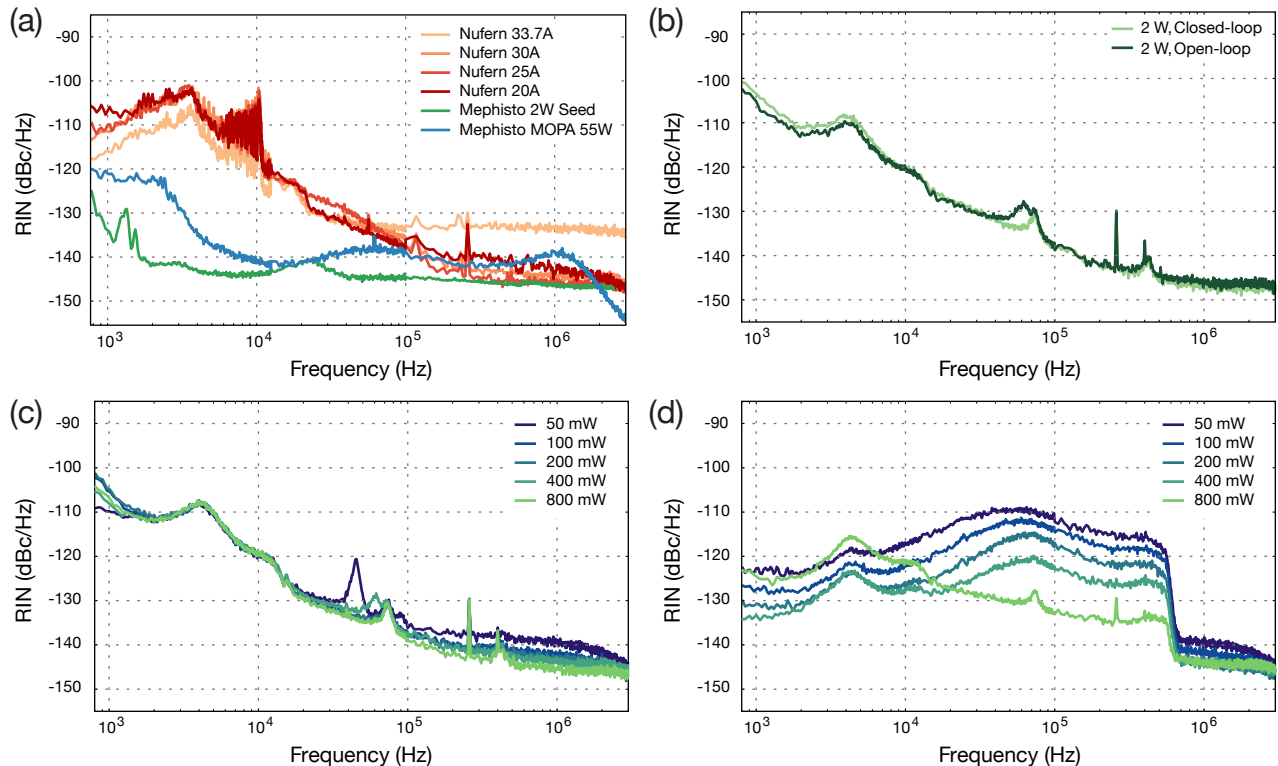 (a)
-85
-100
-110
-120
-130
-140
-150
RIN (dBc/Hz)
10³
10⁴
10⁵
10⁶
Frequency (Hz)
Nufern 33.7A
Nufern 30A
Nufern 25A
Nufern 20A
Mephisto 2W Seed
Mephisto MOPA 55W
(b)
-90
-100
-110
-120
-130
-140
-150
RIN (dBc/Hz)
10³
10⁴
10⁵
10⁶
Frequency (Hz)
2 W, Closed-loop
2 W, Open-loop
(c)
-90
-100
-110
-120
-130
-140
-150
RIN (dBc/Hz)
10³
10⁴
10⁵
10⁶
Frequency (Hz)
50 mW
100 mW
200 mW
400 mW
800 mW
(d)
-90
-100
-110
-120
-130
-140
-150
RIN (dBc/Hz)
10³
10⁴
10⁵
10⁶
Frequency (Hz)
50 mW
100 mW
200 mW
400 mW
800 mW